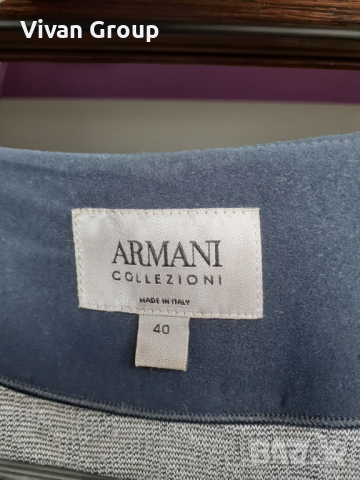 Vivan Group
ARMANI
COLLEZIONI
MADE IN ITALY
40